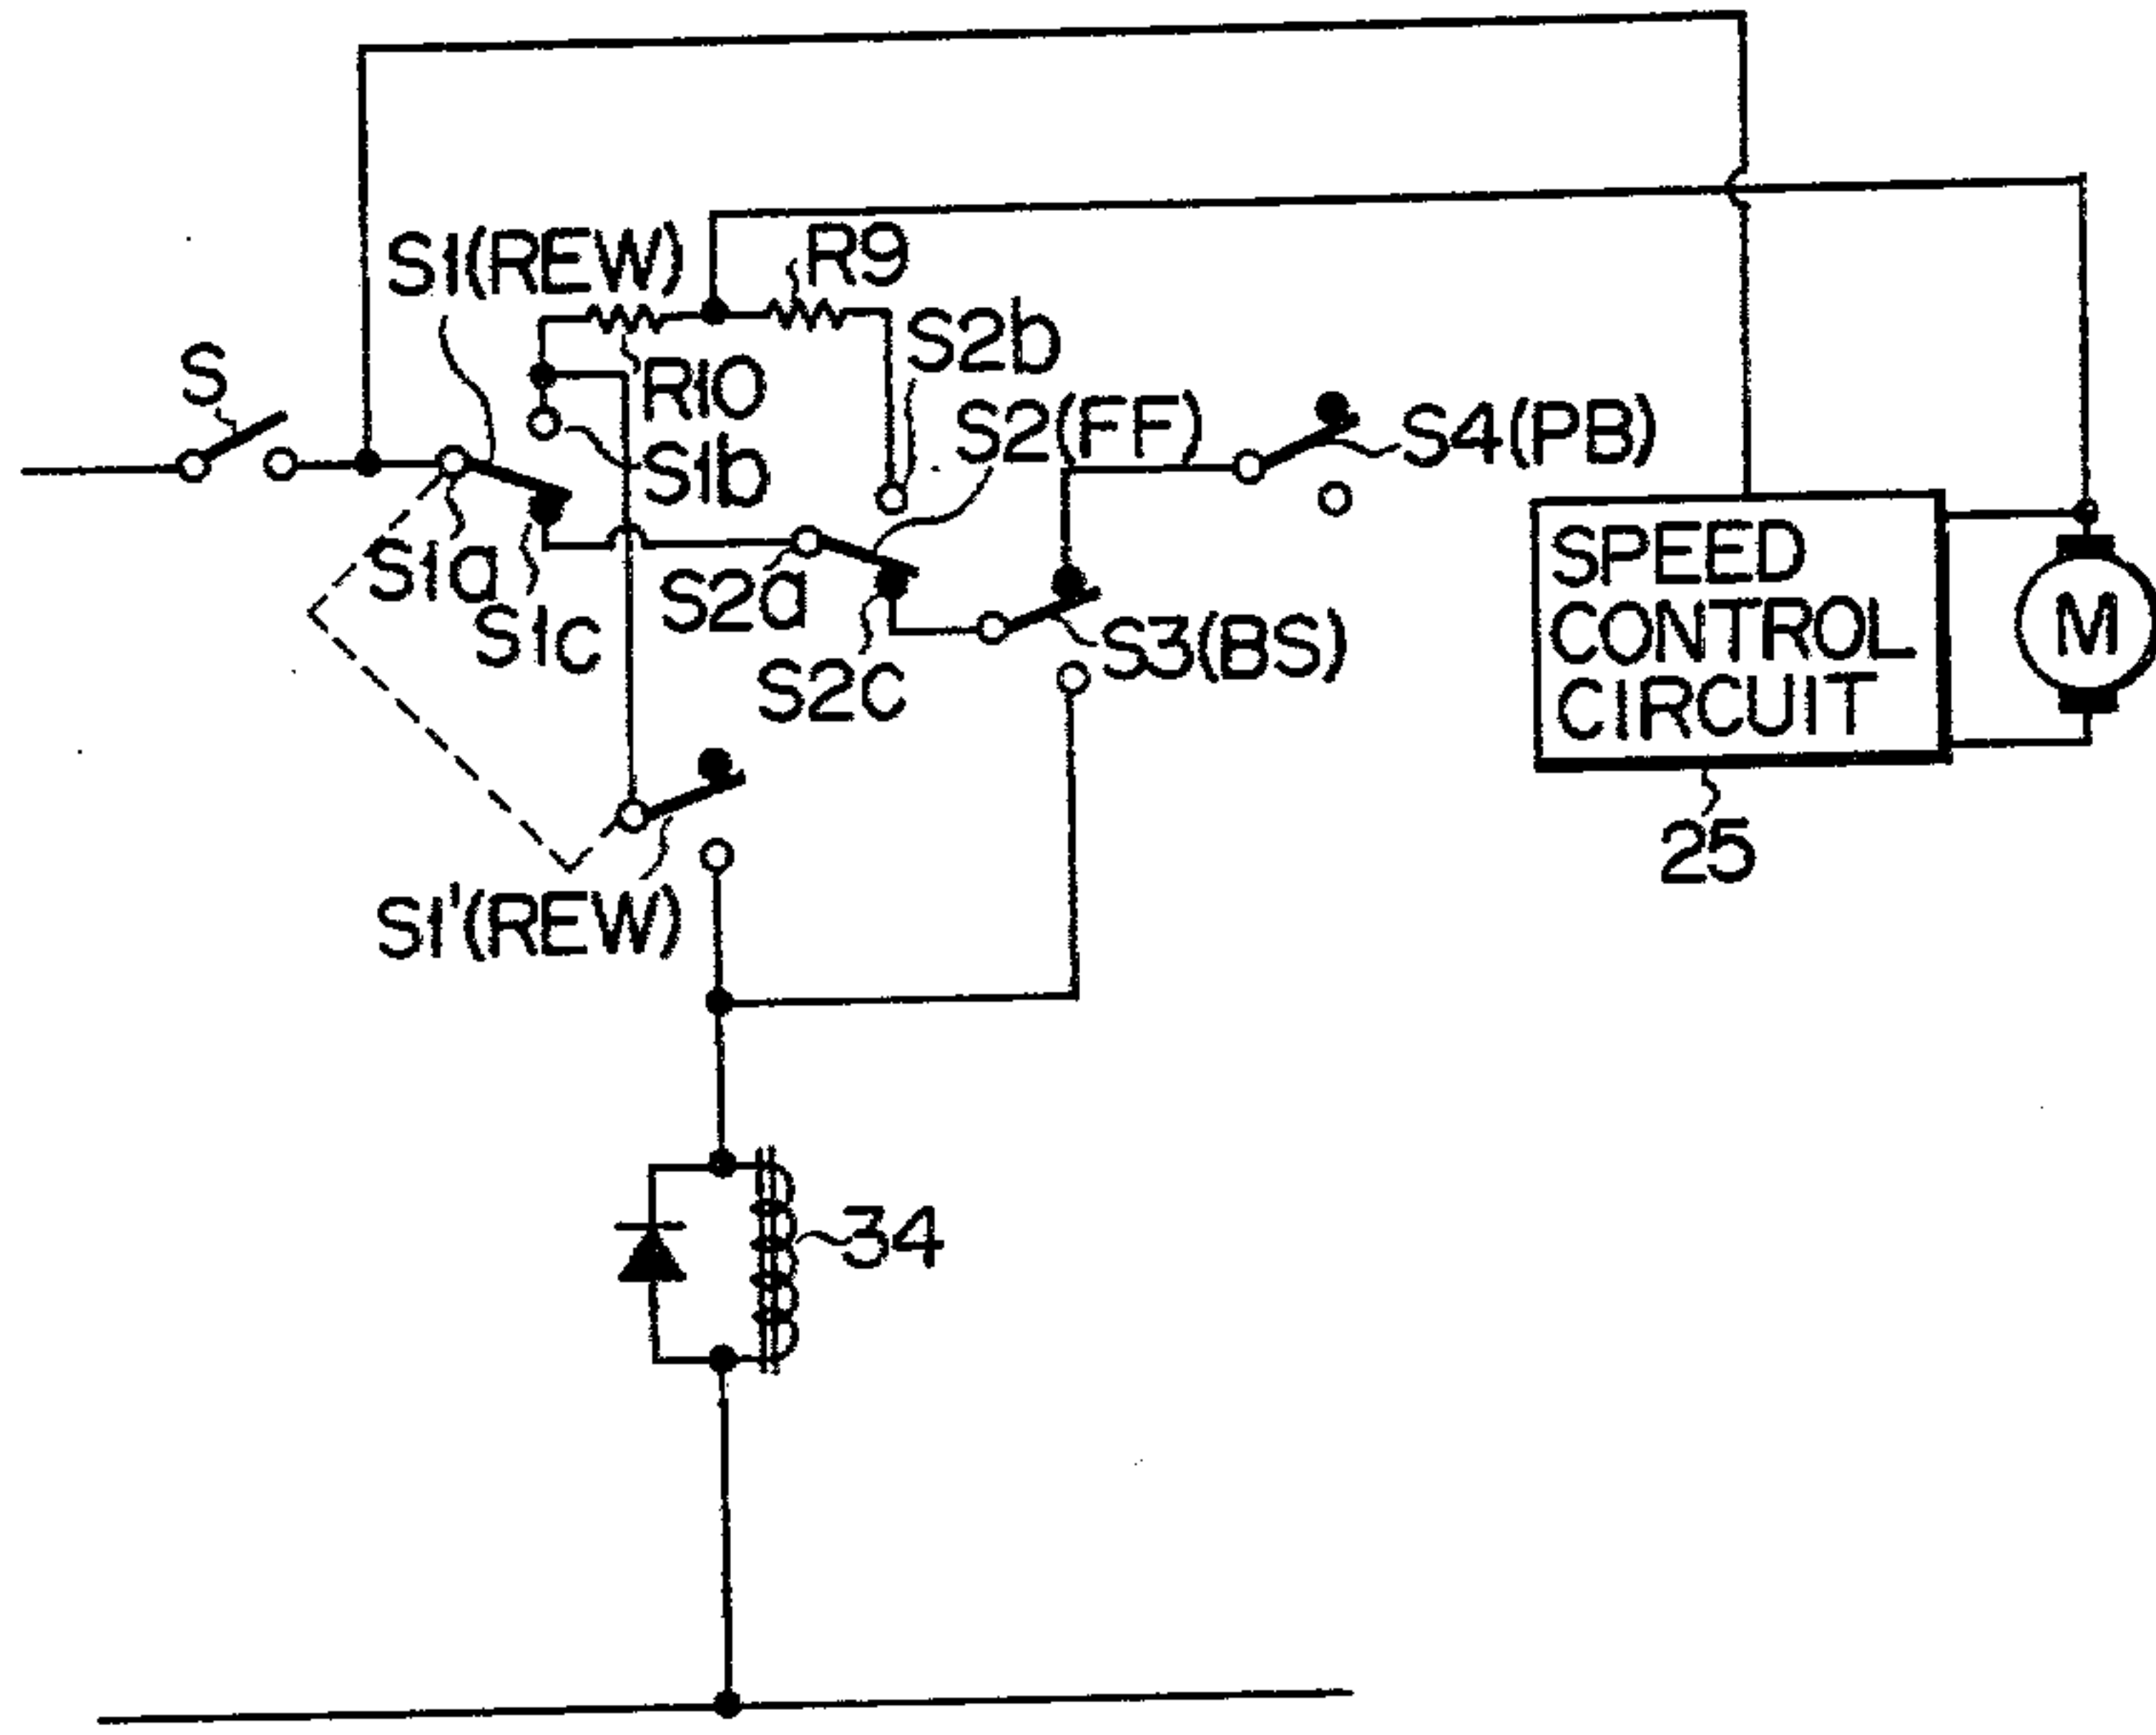 S1(REW)
R9
S
R10
S2b
S1b
S2(FF)
S4(PB)
S1a
S1c
S2a
S2c
S3(BS)
SPEED
CONTROL
CIRCUIT
M
25
S1'(REW)
34